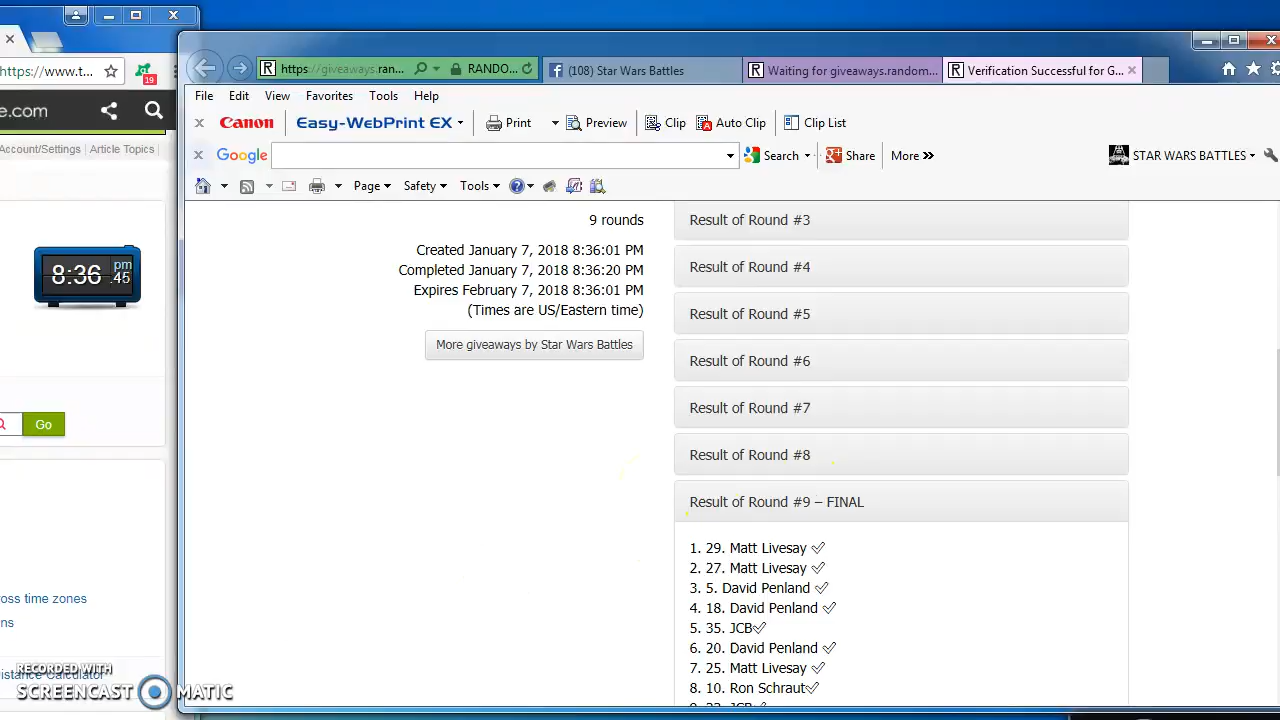 19
https://www.t...
https://giveaways.ran...
RANDO...
(18) Star Wars Battles
Waiting for giveaways.random...
Verification Successful for G...
File Edit View Favorites Tools Help
e.com
Canon Easy-WebPrint EX Print Preview Clip Auto Clip Clip List
Account/Settings Article Topics
Google Search Share More »
STAR WARS BATTLES
Page Safety Tools
9 rounds
Created January 7, 2018 8:36:01 PM
Completed January 7, 2018 8:36:20 PM
Expires February 7, 2018 8:36:01 PM
(Times are US/Eastern time)
More giveaways by Star Wars Battles
8:36 pm .45
Go
Result of Round #3
Result of Round #4
Result of Round #5
Result of Round #6
Result of Round #7
Result of Round #8
Result of Round #9 – FINAL
1. 29. Matt Livesay ✓
2. 27. Matt Livesay ✓
3. 5. David Penland ✓
4. 18. David Penland ✓
5. 35. JCB✓
6. 20. David Penland ✓
7. 25. Matt Livesay ✓
8. 10. Ron Schraut✓
oss time zones
ns
istance Calculator
RECORDED WITH
SCREENCAST MATIC